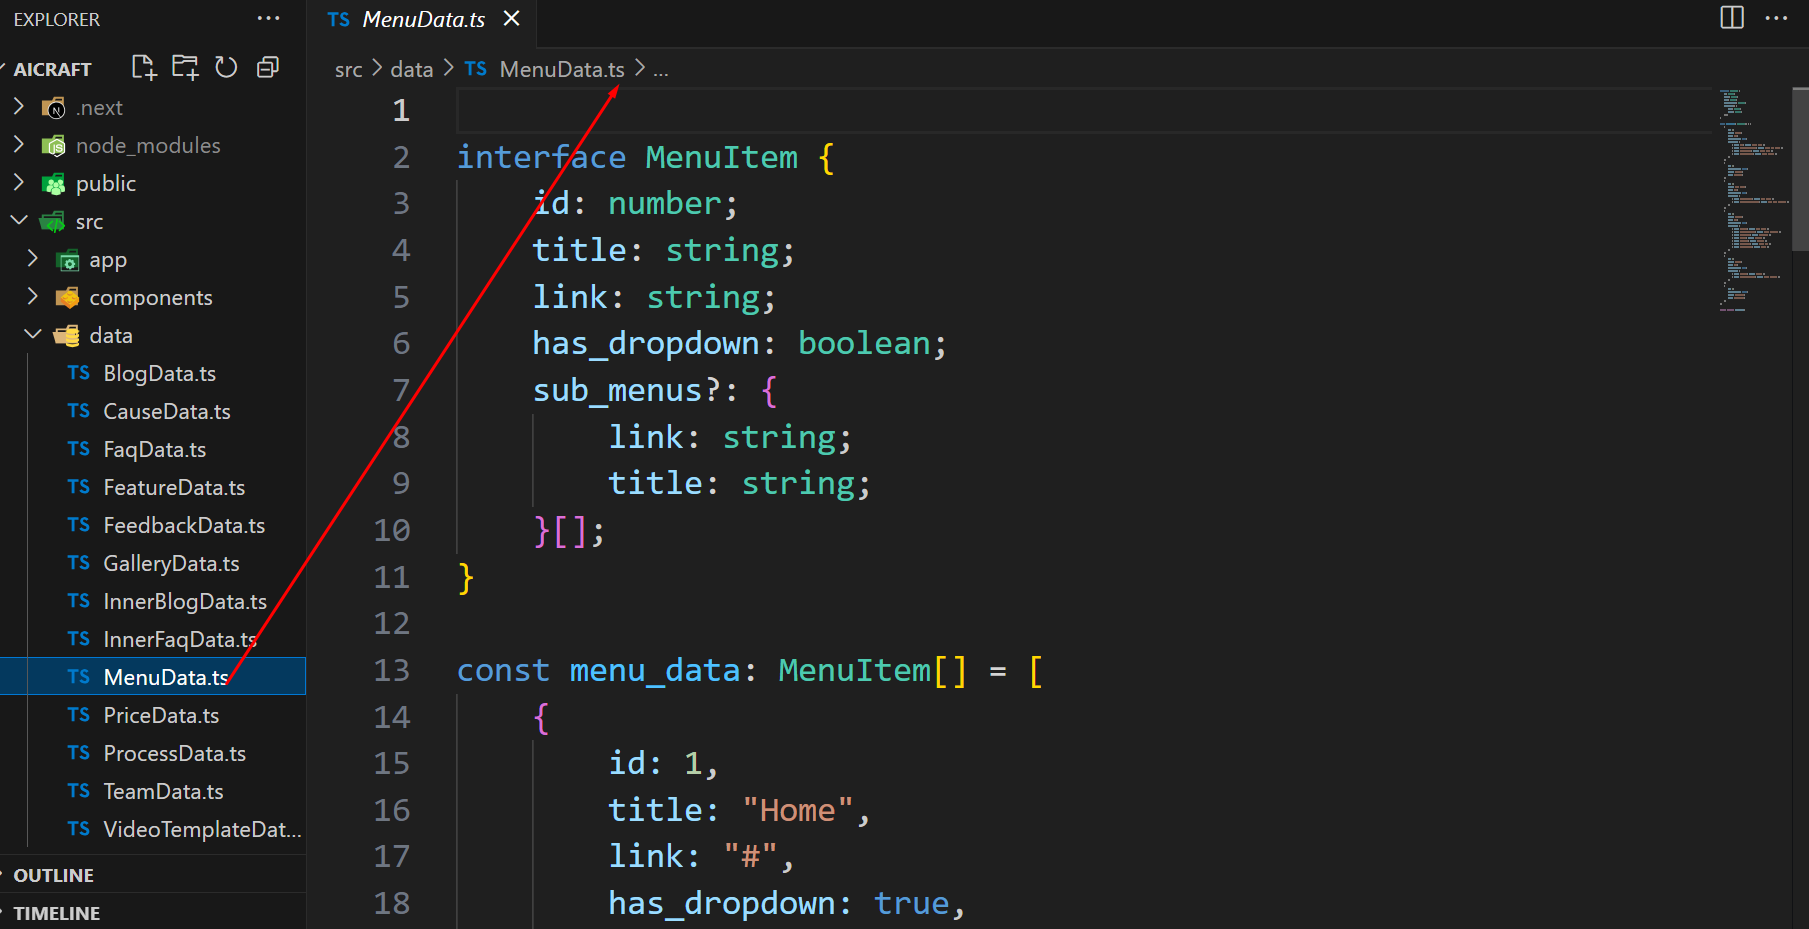 EXPLORER
AICRAFT
.next
node_modules
public
src
app
components
data
TS BlogData.ts
TS CauseData.ts
TS FaqData.ts
TS FeatureData.ts
TS FeedbackData.ts
TS GalleryData.ts
TS InnerBlogData.ts
TS InnerFaqData.ts
TS MenuData.ts
TS PriceData.ts
TS ProcessData.ts
TS TeamData.ts
TS VideoTemplateDat...
OUTLINE
TIMELINE
TS MenuData.ts
src > data > TS MenuData.ts > ...
1
2 interface MenuItem {
3 id: number;
4 title: string;
5 link: string;
6 has_dropdown: boolean;
7 sub_menus?: {
8 link: string;
9 title: string;
10 }[];
11 }
12
13 const menu_data: MenuItem[] = [
14 {
15 id: 1,
16 title: "Home",
17 link: "#",
18 has_dropdown: true,